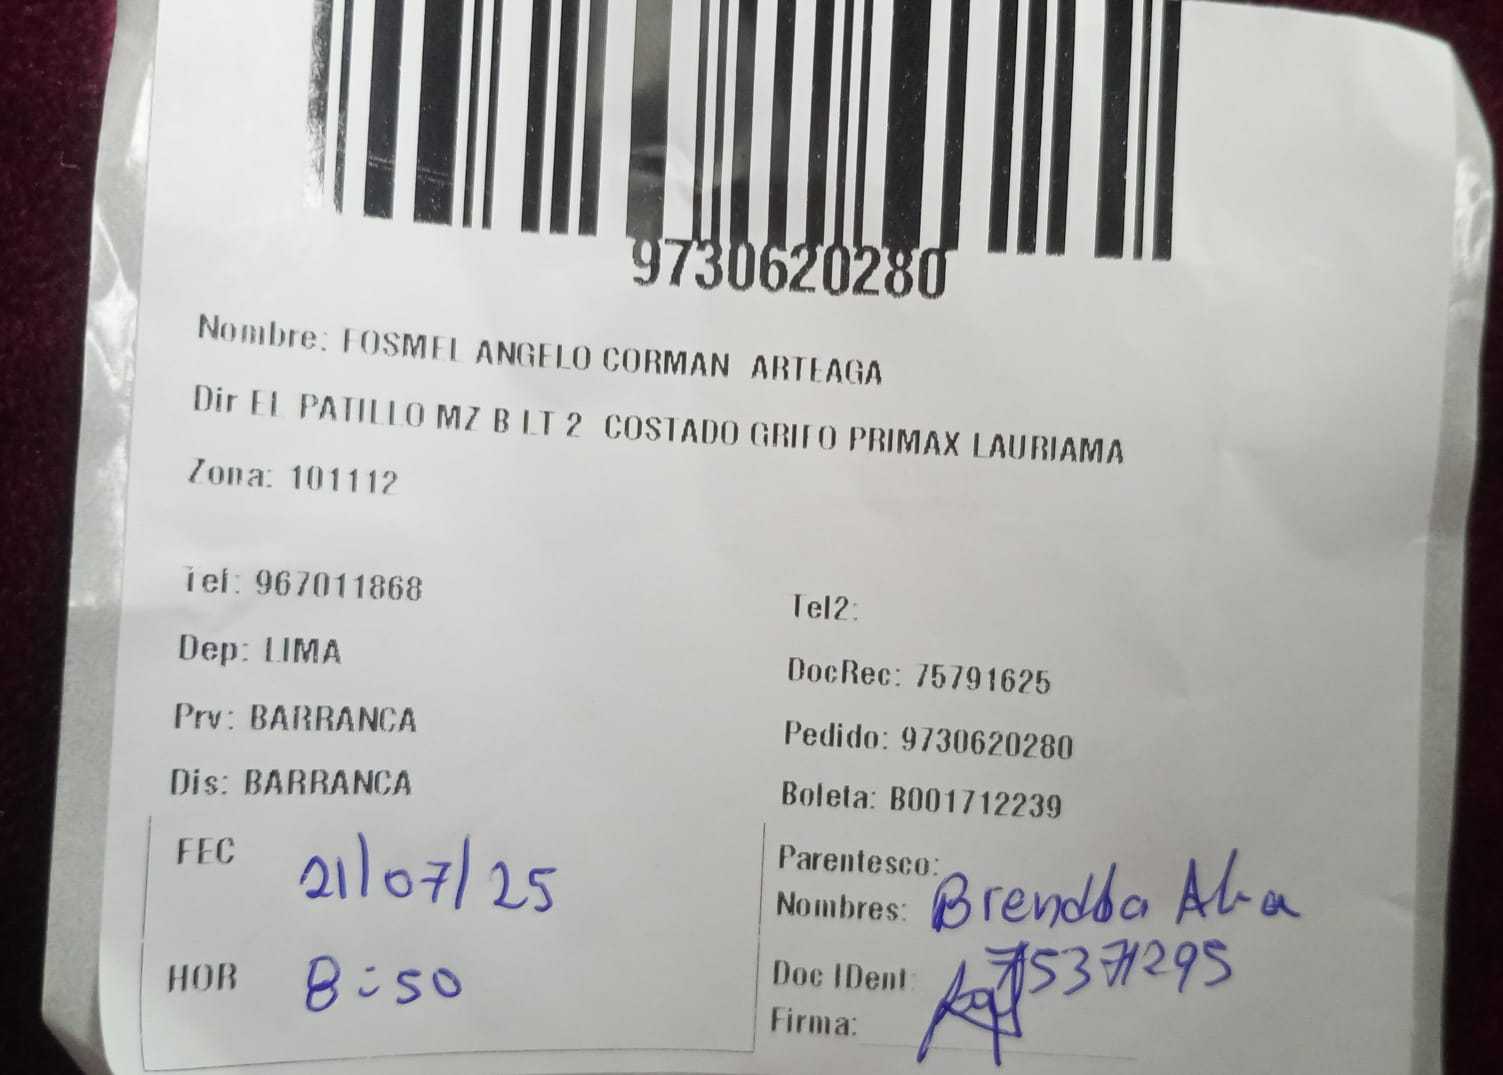 9730620280
Nombre: FOSMEL ANGELO CORMAN ARTEAGA
Dir EL PATILLO MZ B LT 2 COSTADO GRIFO PRIMAX LAURIAMA
Zona: 101112
Tel: 967011868
Tel2:
Dep: LIMA
DocRec: 75791625
Prv: BARRANCA
Pedido: 9730620280
Dis: BARRANCA
Boleta: B001712239
FEC 21/07/25
Parentesco:
Nombres: Brendba
HOR 8:50
Doc IDent: 75371295
Firma: